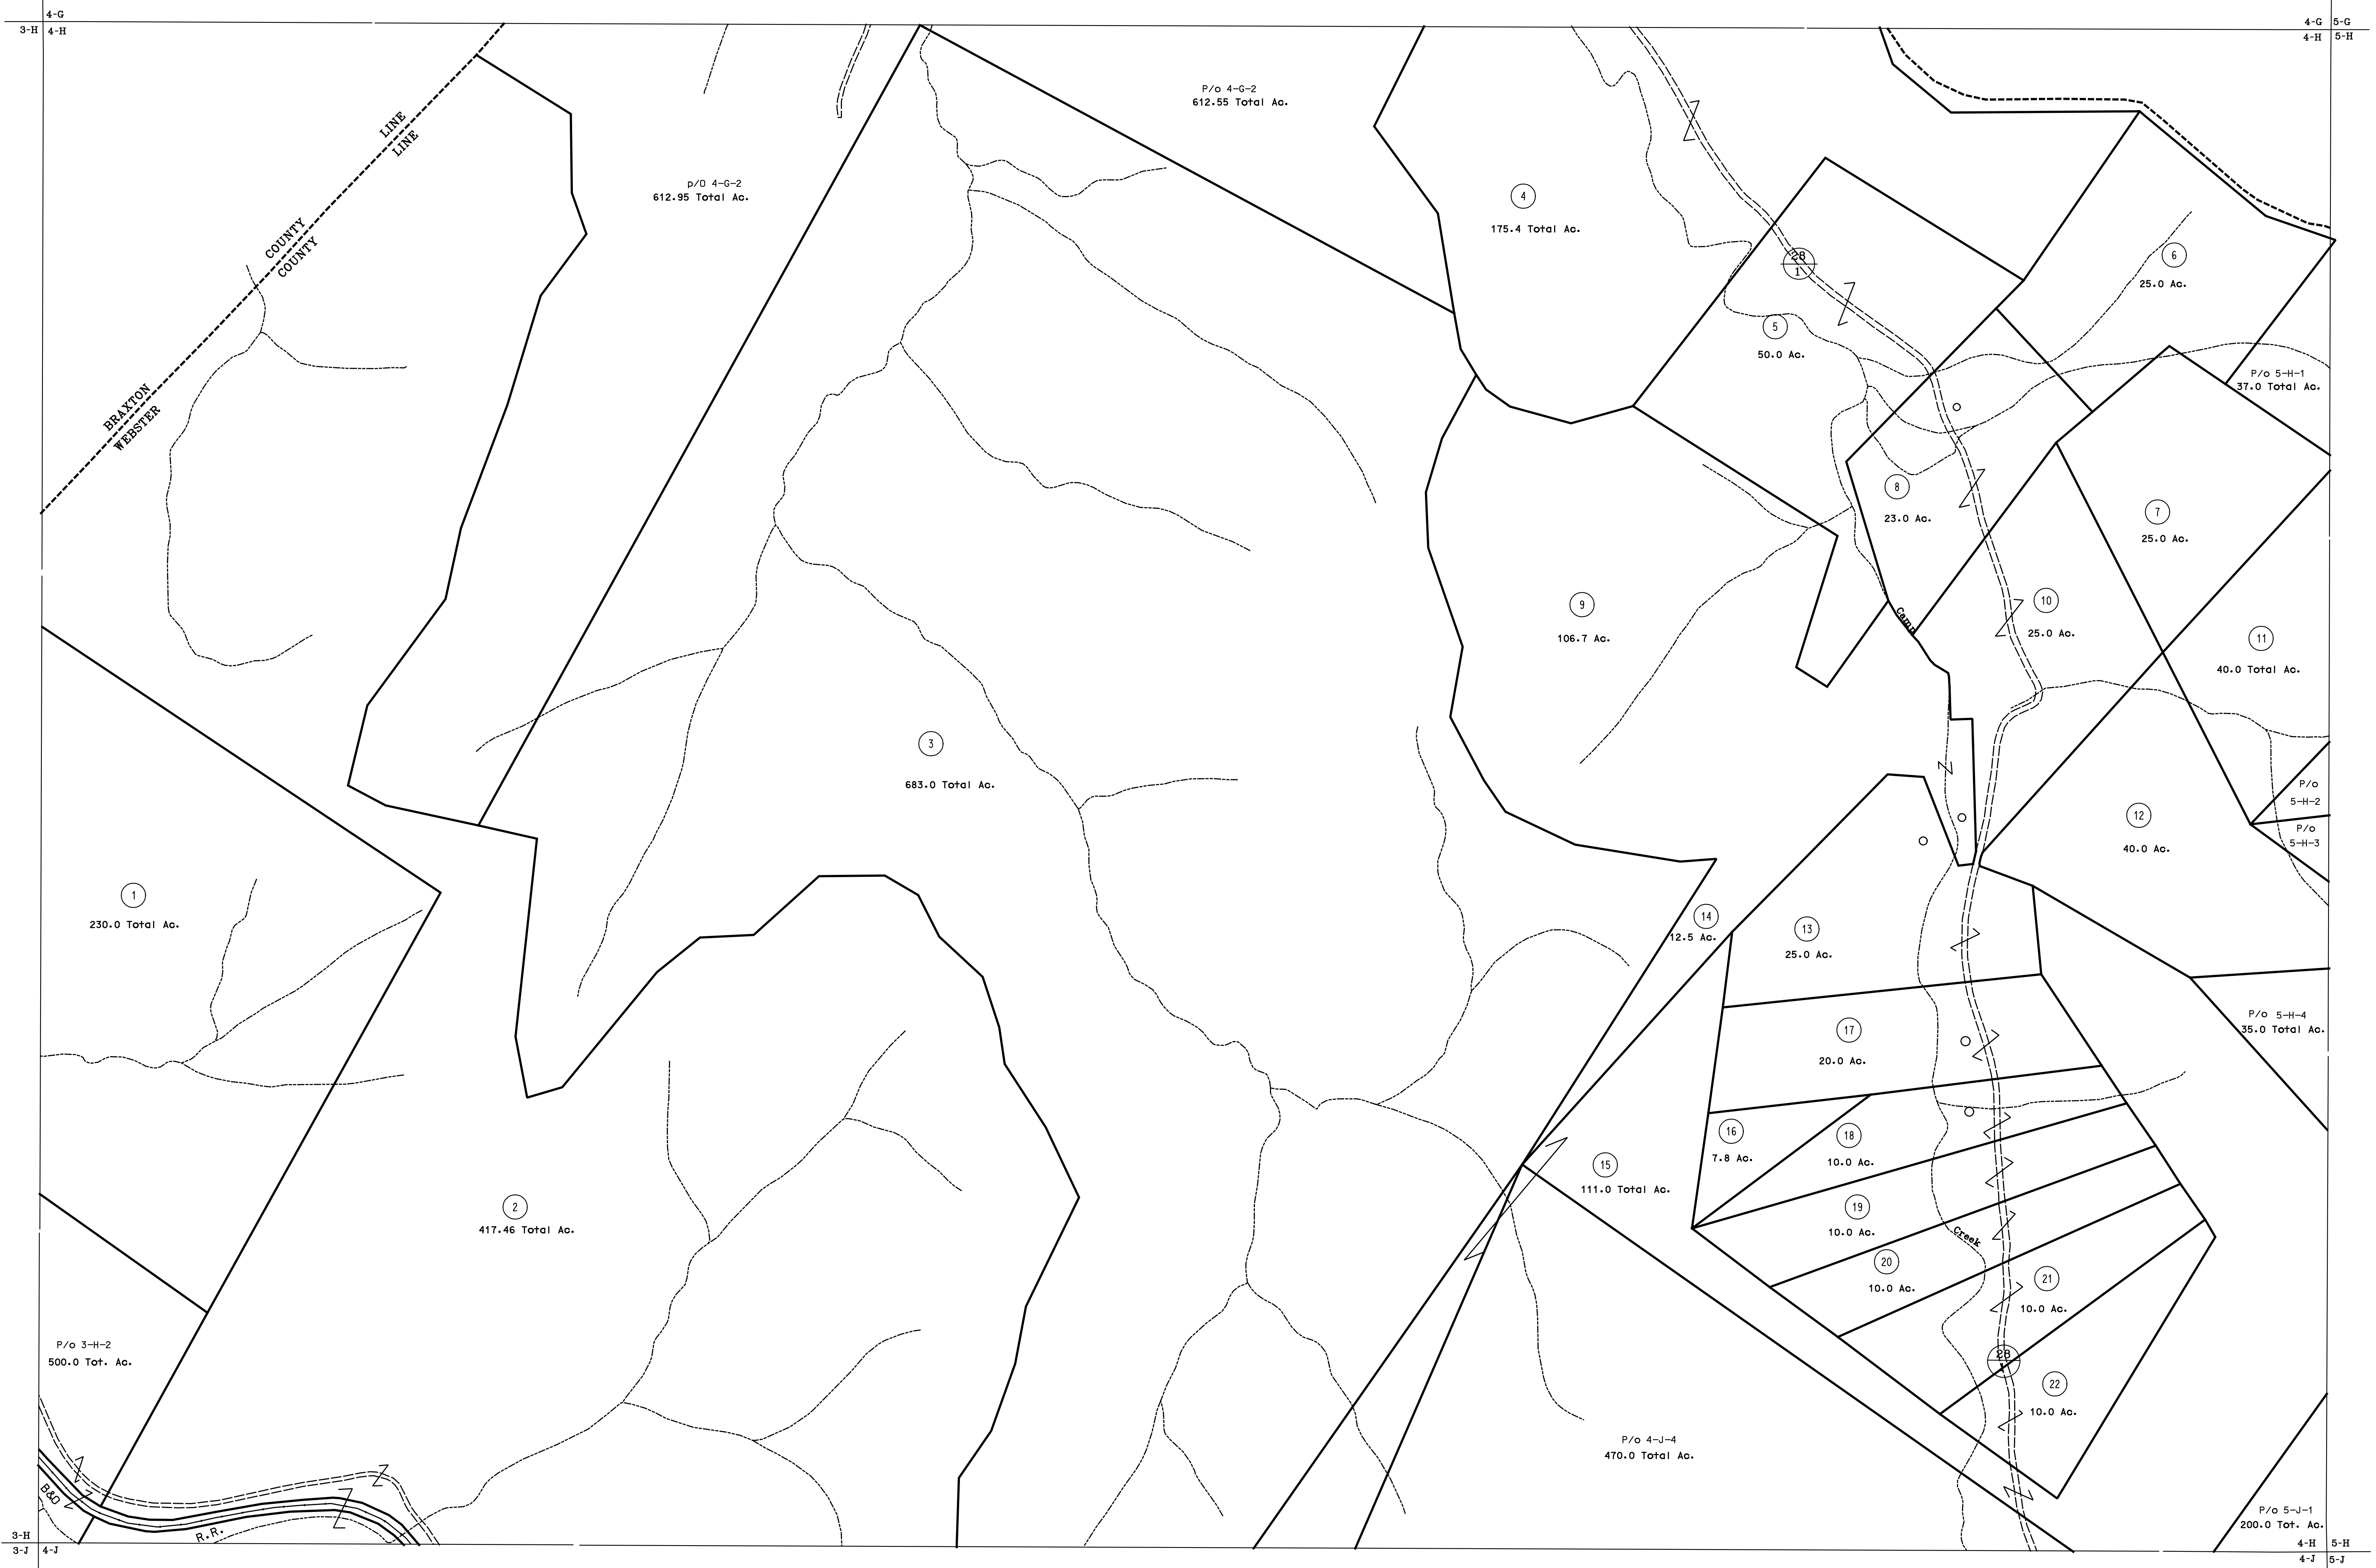 4-G
3-H 4-H
4-G 5-G
4-H 5-H
LINE
LINE
COUNTY
COUNTY
BRAXTON
WEBSTER
p/O 4-G-2
612.95 Total Ac.
P/o 4-G-2
612.55 Total Ac.
4
175.4 Total Ac.
28
1
5
50.0 Ac.
6
25.0 Ac.
P/o 5-H-1
37.0 Total Ac.
8
23.0 Ac.
7
25.0 Ac.
9
106.7 Ac.
Camp
10
25.0 Ac.
11
40.0 Total Ac.
3
683.0 Total Ac.
P/o
5-H-2
P/o
5-H-3
12
40.0 Ac.
1
230.0 Total Ac.
14
12.5 Ac.
13
25.0 Ac.
17
20.0 Ac.
P/o 5-H-4
35.0 Total Ac.
16
7.8 Ac.
18
10.0 Ac.
15
111.0 Total Ac.
2
417.46 Total Ac.
19
10.0 Ac.
Creek
20
10.0 Ac.
21
10.0 Ac.
28
1
22
10.0 Ac.
P/o 3-H-2
500.0 Tot. Ac.
P/o 4-J-4
470.0 Total Ac.
B&O
R.R.
P/o 5-J-1
200.0 Tot. Ac.
3-H
3-J 4-J
4-H 5-H
4-J 5-J